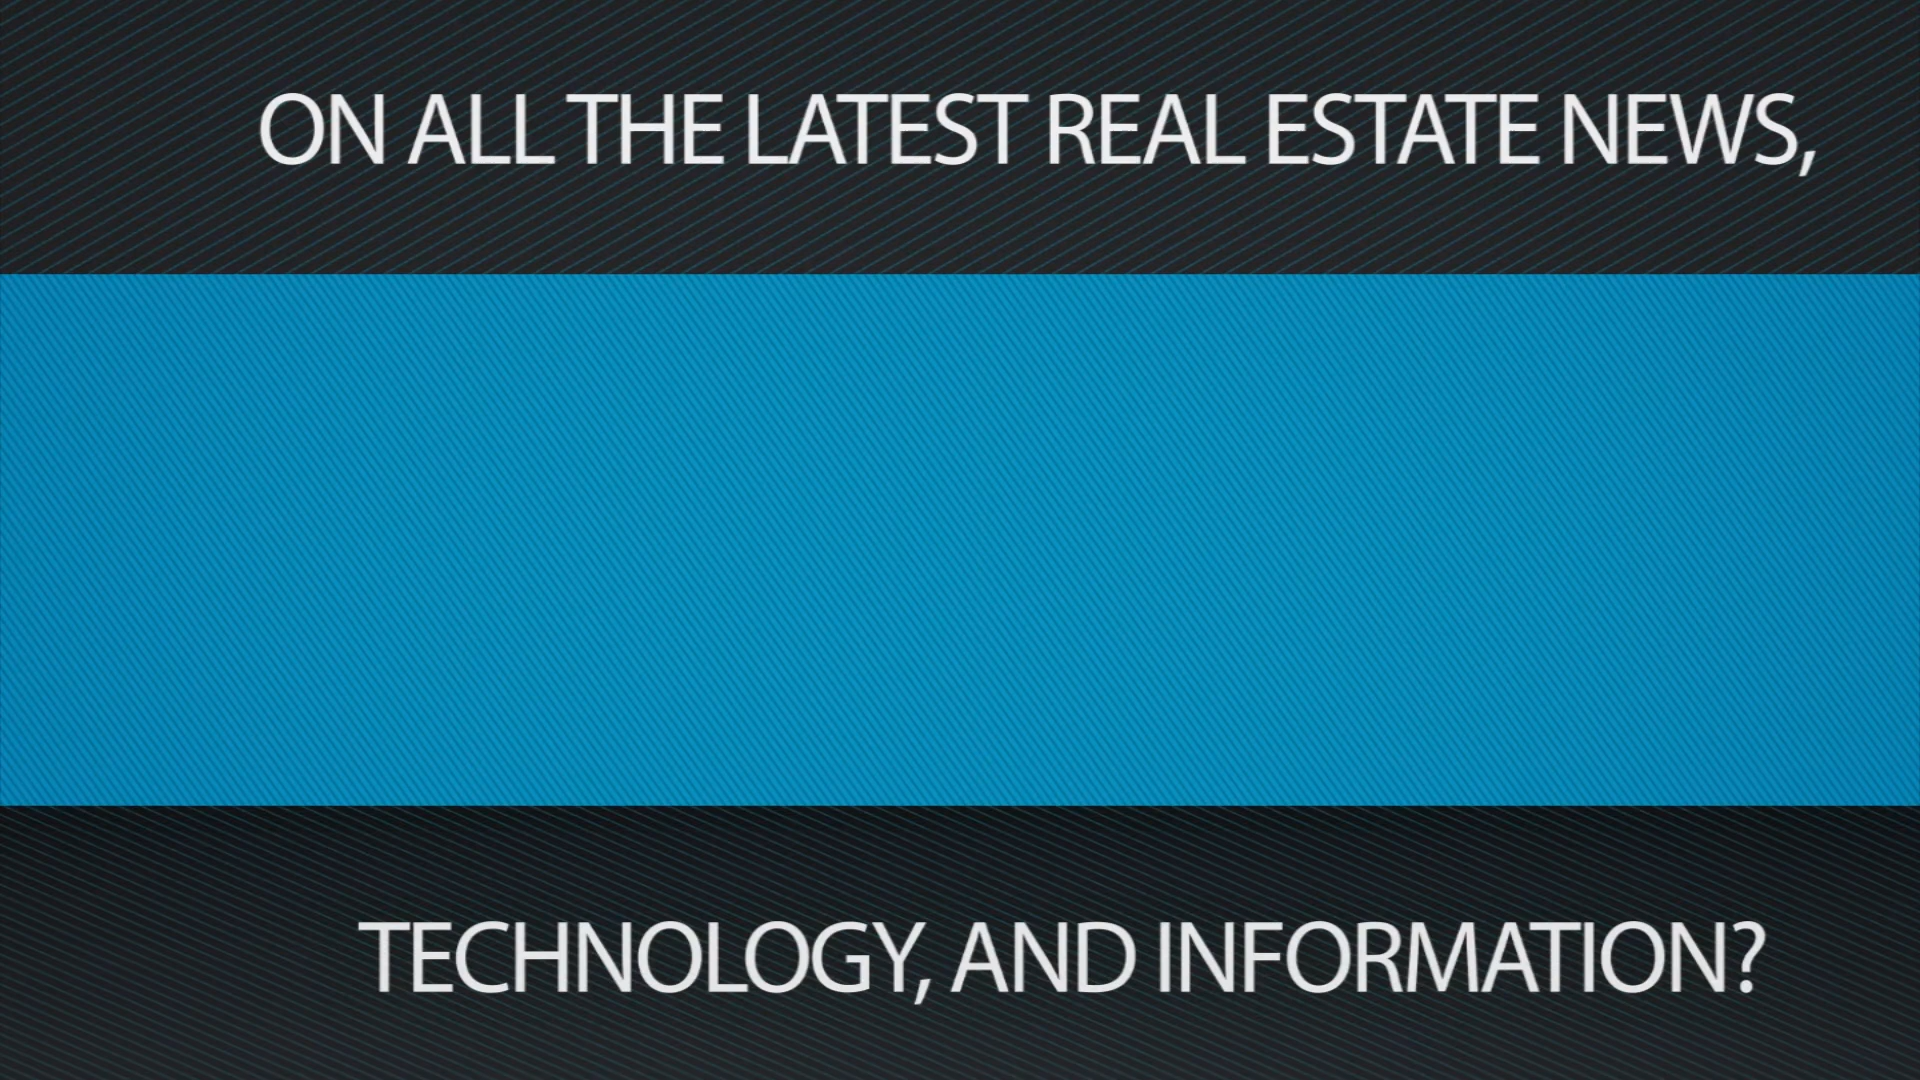 ON ALL THE LATEST REAL ESTATE NEWS,
TECHNOLOGY, AND INFORMATION?